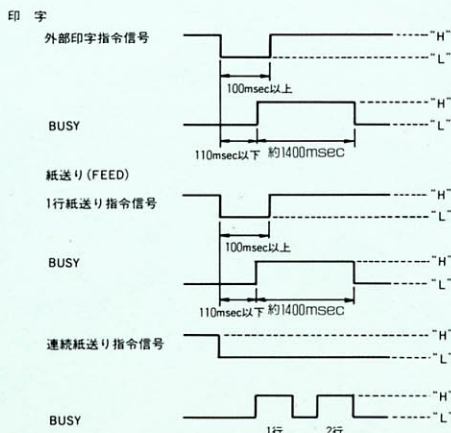 印 字
外部印字指令信号
"H"
"L"
100msec以上
BUSY
"H"
"L"
110msec以下 約1400msec
紙送り(FEED)
1行紙送り指令信号
"H"
"L"
100msec以上
BUSY
"H"
"L"
110msec以下 約1400msec
連続紙送り指令信号
"H"
"L"
BUSY
"H"
"L"
1行 2行